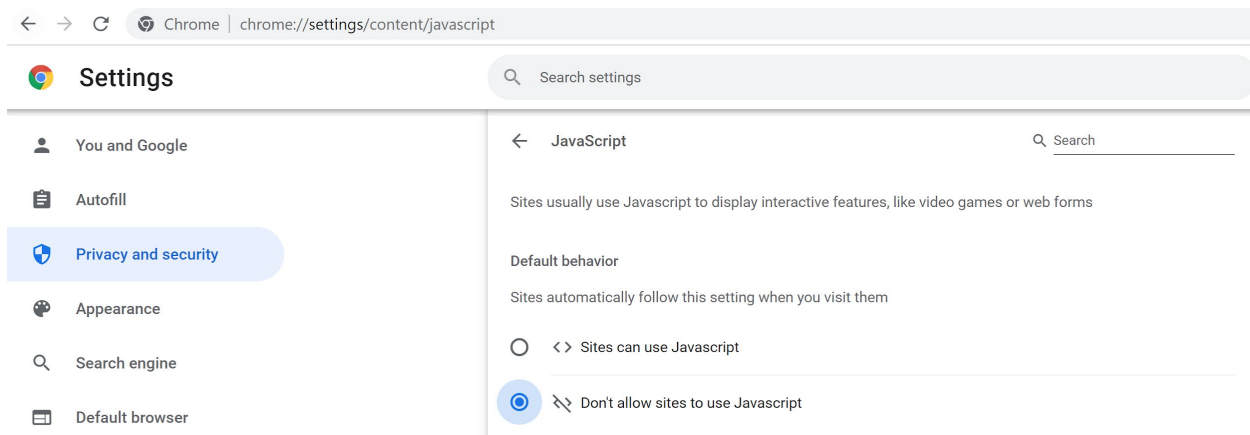 Chrome | chrome://settings/content/javascript
Settings
Search settings
You and Google
Autofill
Privacy and security
Appearance
Search engine
Default browser
JavaScript
Search
Sites usually use Javascript to display interactive features, like video games or web forms
Default behavior
Sites automatically follow this setting when you visit them
Sites can use Javascript
Don't allow sites to use Javascript